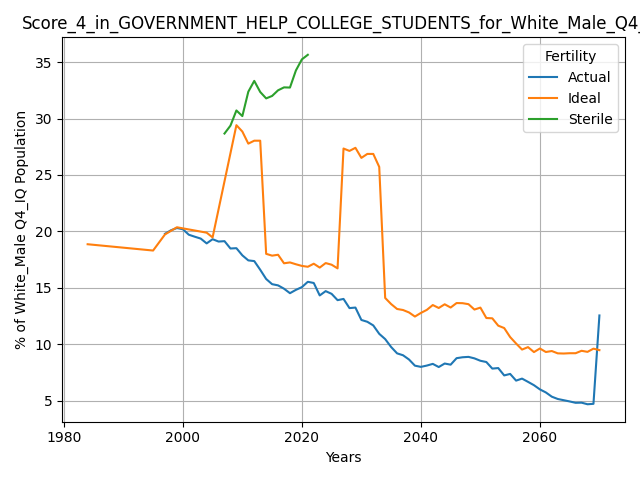 Score_4_in_GOVERNMENT_HELP_COLLEGE_STUDENTS_for_White_Male_Q4_
Fertility
Actual
Ideal
Sterile
% of White_Male Q4_IQ Population
35
30
25
20
15
10
5
1980 2000 2020 2040 2060
Years